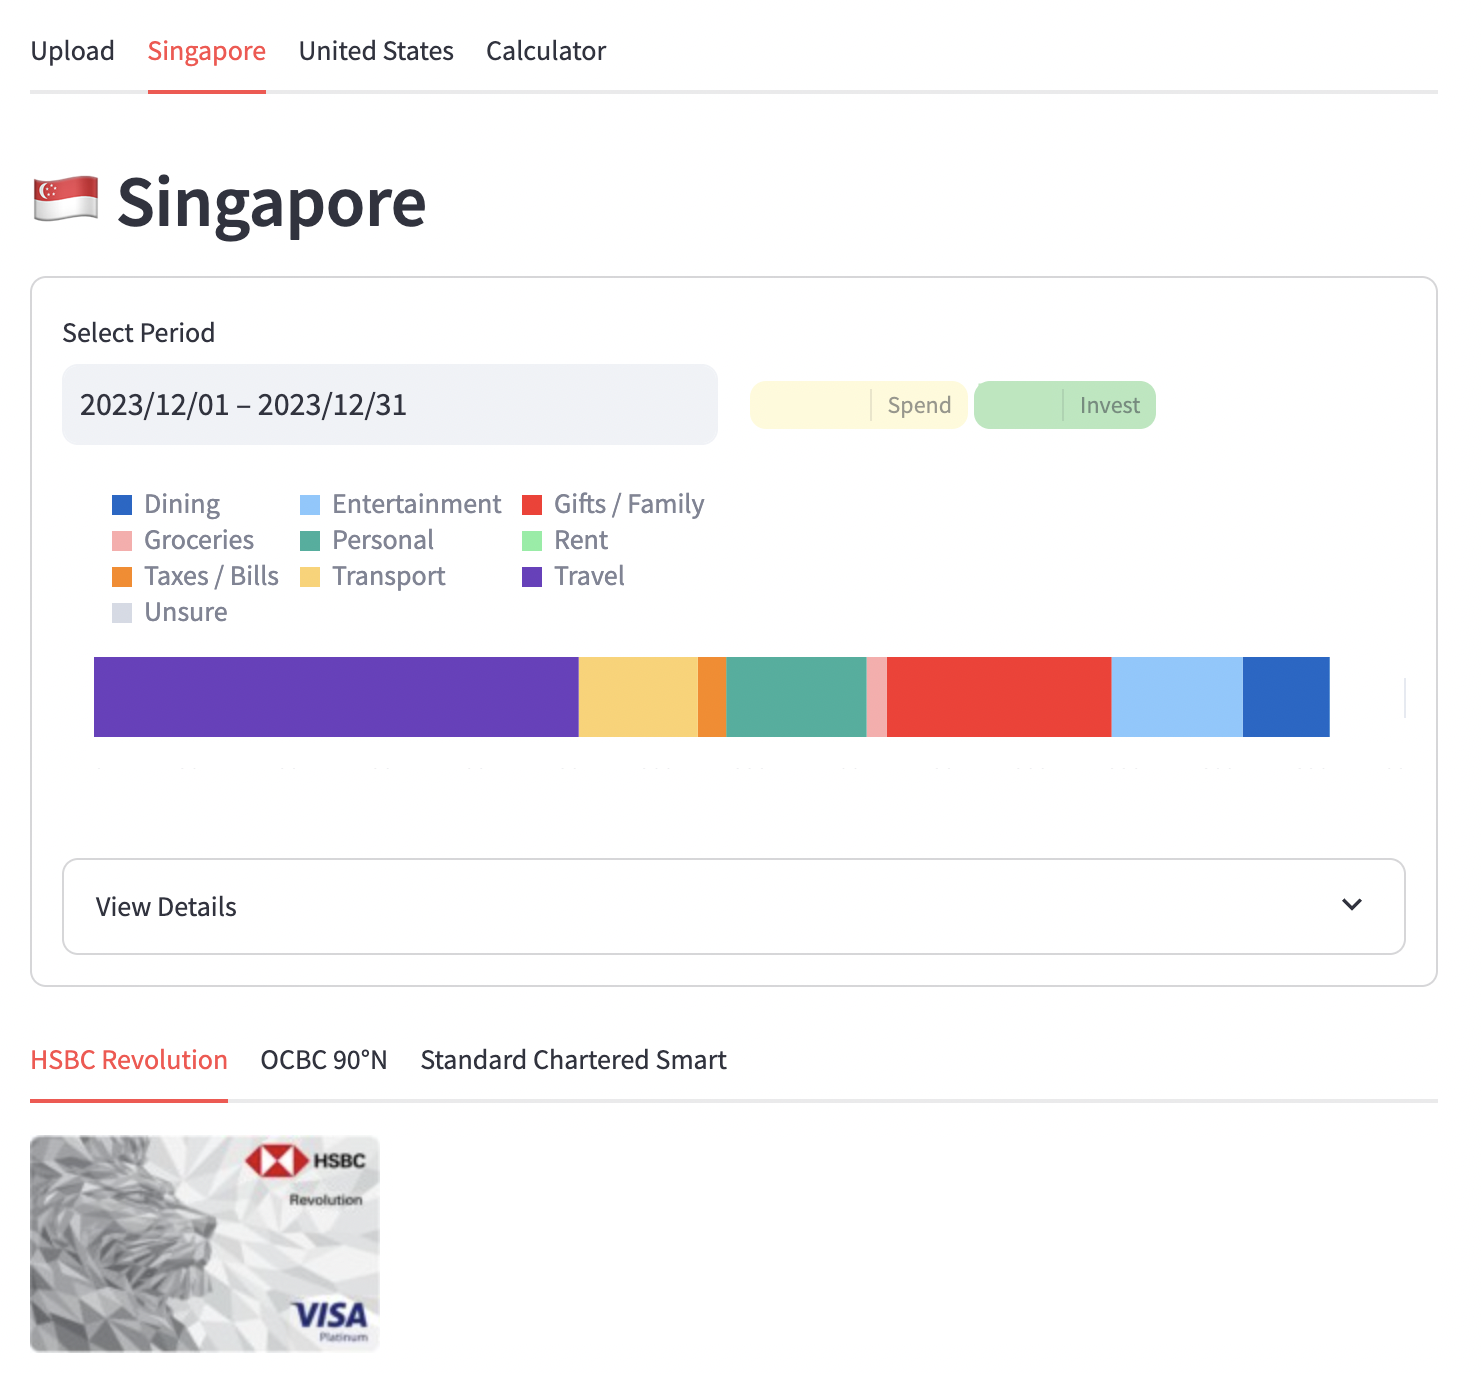 Upload Singapore United States Calculator
Singapore
Select Period
2023/12/01 – 2023/12/31
Spend Invest
Dining Entertainment Gifts / Family
Groceries Personal Rent
Taxes / Bills Transport Travel
Unsure
View Details
HSBC Revolution OCBC 90°N Standard Chartered Smart
HSBC
Revolution
VISA
Platinum